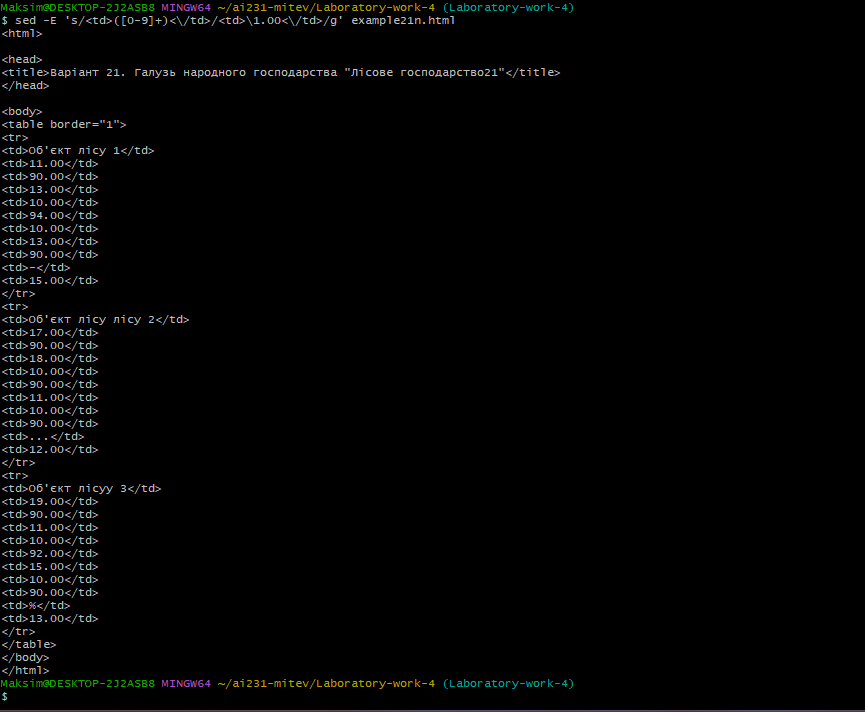 Maksim@DESKTOP-2J2ASB8 MINGW64 ~/ai231-mitev/Laboratory-work-4 (Laboratory-work-4)
$ sed -E 's/<td>([0-9]+)<\/td>/<td>\1.00<\/td>/g' example21n.html
<html>

<head>
<title>Варіант 21. Галузь народного господарства "Лісове господарство21"</title>
</head>

<body>
<table border="1">
<tr>
<td>Об'єкт лісу 1</td>
<td>11.00</td>
<td>90.00</td>
<td>13.00</td>
<td>10.00</td>
<td>94.00</td>
<td>10.00</td>
<td>13.00</td>
<td>90.00</td>
<td>-</td>
<td>15.00</td>
</tr>
<tr>
<td>Об'єкт лісу лісу 2</td>
<td>17.00</td>
<td>90.00</td>
<td>18.00</td>
<td>10.00</td>
<td>90.00</td>
<td>11.00</td>
<td>10.00</td>
<td>90.00</td>
<td>...</td>
<td>12.00</td>
</tr>
<tr>
<td>Об'єкт лісуу 3</td>
<td>19.00</td>
<td>90.00</td>
<td>11.00</td>
<td>10.00</td>
<td>92.00</td>
<td>15.00</td>
<td>10.00</td>
<td>90.00</td>
<td>%</td>
<td>13.00</td>
</tr>
</table>
</body>
</html>
Maksim@DESKTOP-2J2ASB8 MINGW64 ~/ai231-mitev/Laboratory-work-4 (Laboratory-work-4)
$